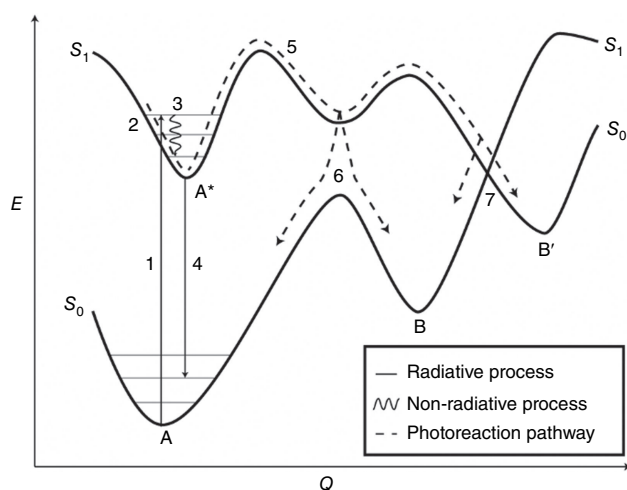 S₁
5
3
2
S₁
S₀
A*
E
6
7
1
4
B′
S₀
B
Radiative process
Non-radiative process
Photoreaction pathway
A
Q